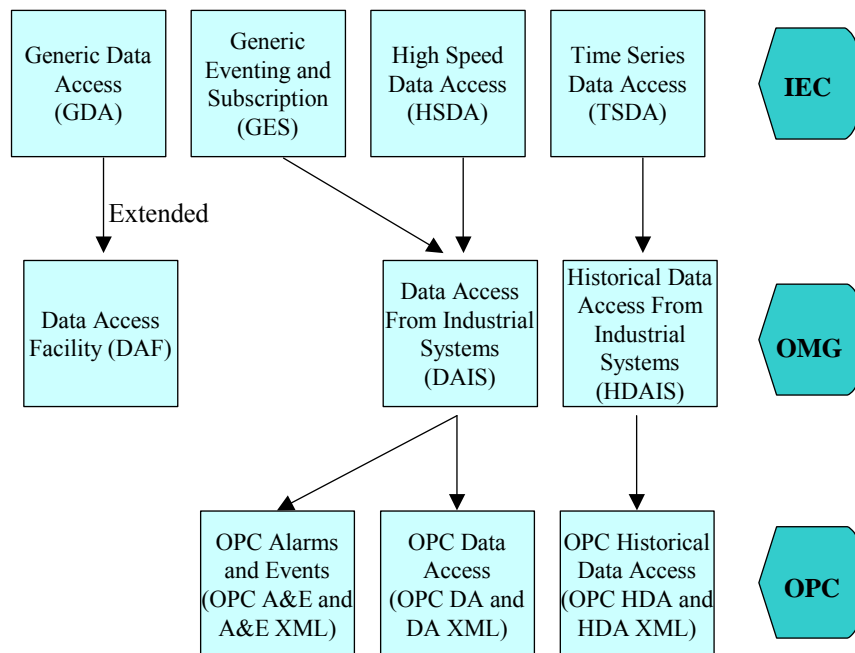 Generic Data
Access
(GDA)
Generic
Eventing and
Subscription
(GES)
High Speed
Data Access
(HSDA)
Time Series
Data Access
(TSDA)
IEC
Extended
Data Access
Facility (DAF)
Data Access
From Industrial
Systems
(DAIS)
Historical Data
Access From
Industrial
Systems
(HDAIS)
OMG
OPC Alarms
and Events
(OPC A&E and
A&E XML)
OPC Data
Access
(OPC DA and
DA XML)
OPC Historical
Data Access
(OPC HDA and
HDA XML)
OPC